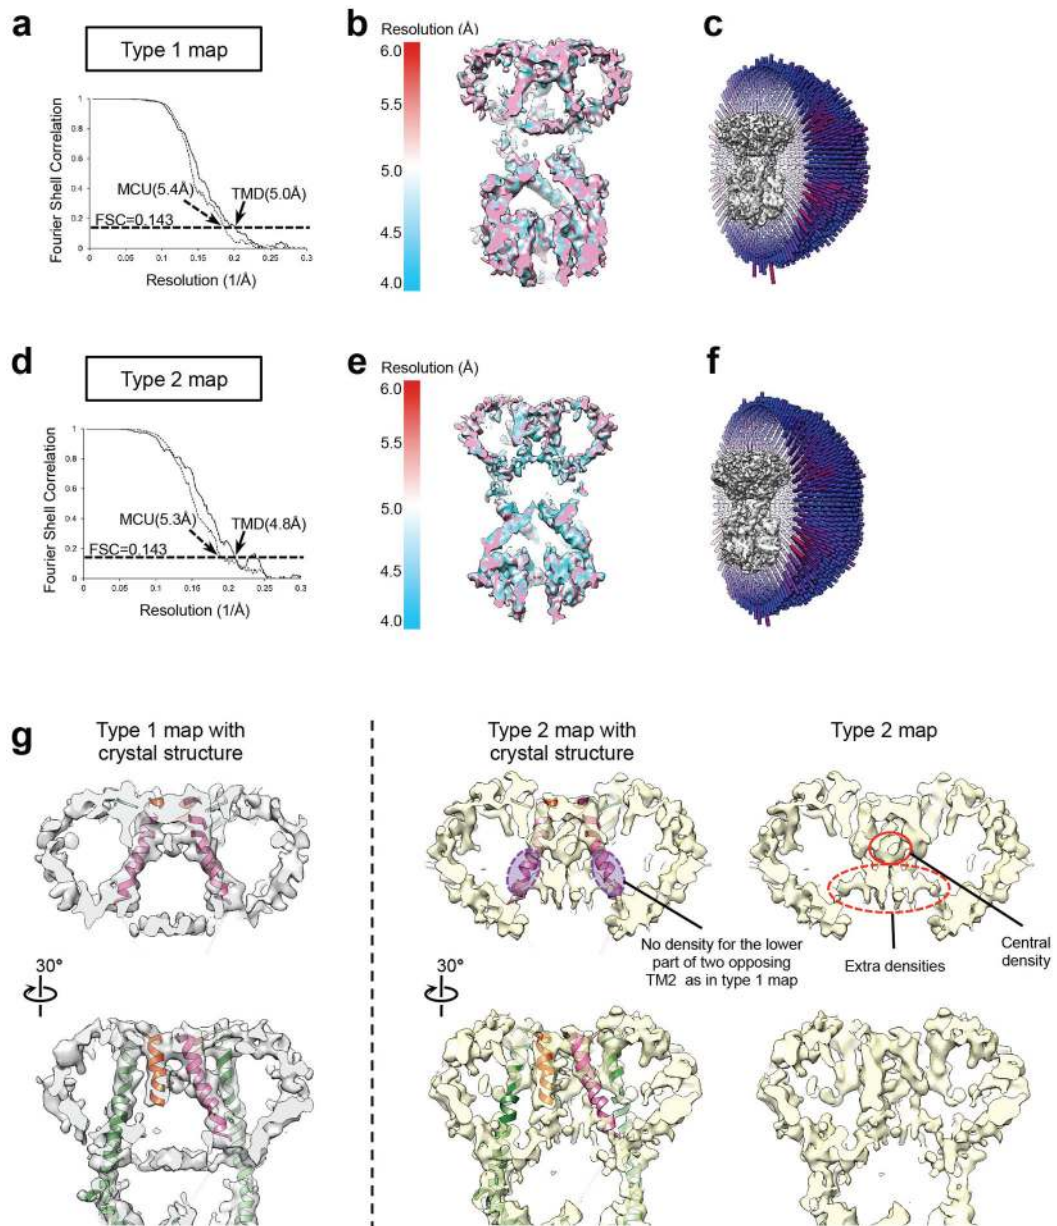 a
Type 1 map
Fourier Shell Correlation
1
0.8
0.6
0.4
0.2
0
MCU(5.4Å)
TMD(5.0Å)
FSC=0.143
0
0.05
0.1
0.15
0.2
0.25
0.3
Resolution (1/Å)
b
Resolution (Å)
6.0
5.5
5.0
4.5
4.0
c
d
Type 2 map
Fourier Shell Correlation
1
0.8
0.6
0.4
0.2
0
MCU(5.3Å)
TMD(4.8Å)
FSC=0.143
0
0.05
0.1
0.15
0.2
0.25
0.3
Resolution (1/Å)
e
Resolution (Å)
6.0
5.5
5.0
4.5
4.0
f
g
Type 1 map with
crystal structure
Type 2 map with
crystal structure
Type 2 map
No density for the lower
part of two opposing
TM2 as in type 1 map
Extra densities
Central
density
30°
30°